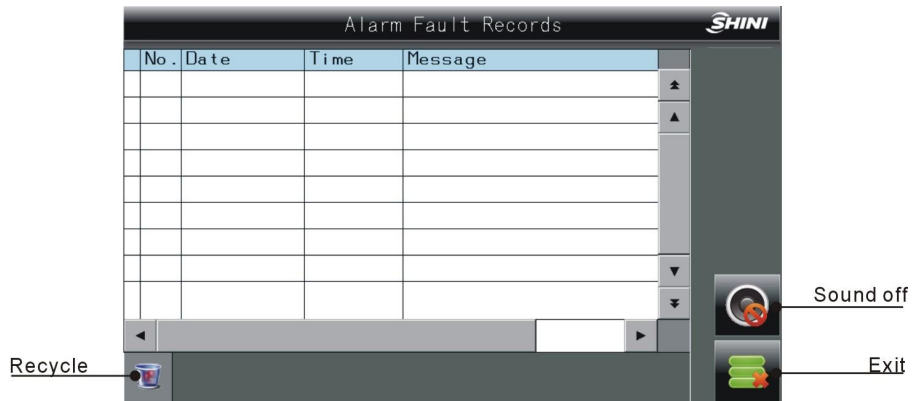 Alarm Fault Records
SHINI
No. Date Time Message
Sound off
Recycle
Exit